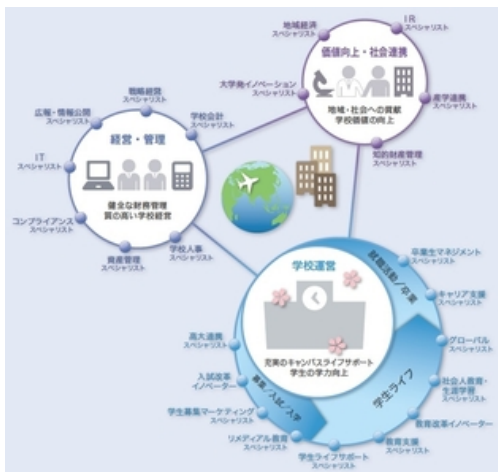 地域経済
スペシャリスト
IR
スペシャリスト
価値向上・社会連携
大学発イノベーション
スペシャリスト
産学連携
スペシャリスト
地域・社会への貢献
学校価値の向上
知的財産管理
スペシャリスト
戦略経営
スペシャリスト
広報・情報公開
スペシャリスト
学校会計
スペシャリスト
経営・管理
IT
スペシャリスト
健全な財務管理
質の高い学校経営
コンプライアンス
スペシャリスト
学校人事
スペシャリスト
資産管理
スペシャリスト
学校運営
就職活動/卒業
卒業生マネジメント
スペシャリスト
キャリア支援
スペシャリスト
高大連携
スペシャリスト
グローバル
スペシャリスト
充実のキャンパスライフサポート
学生の学力向上
入試改革
イノベーター
社会人教育・
生涯学習
スペシャリスト
募集/入試/入学
学生ライフ
学生募集マーケティング
スペシャリスト
教育改革イノベーター
リメディアル教育
スペシャリスト
教育支援
スペシャリスト
学生ライフサポート
スペシャリスト